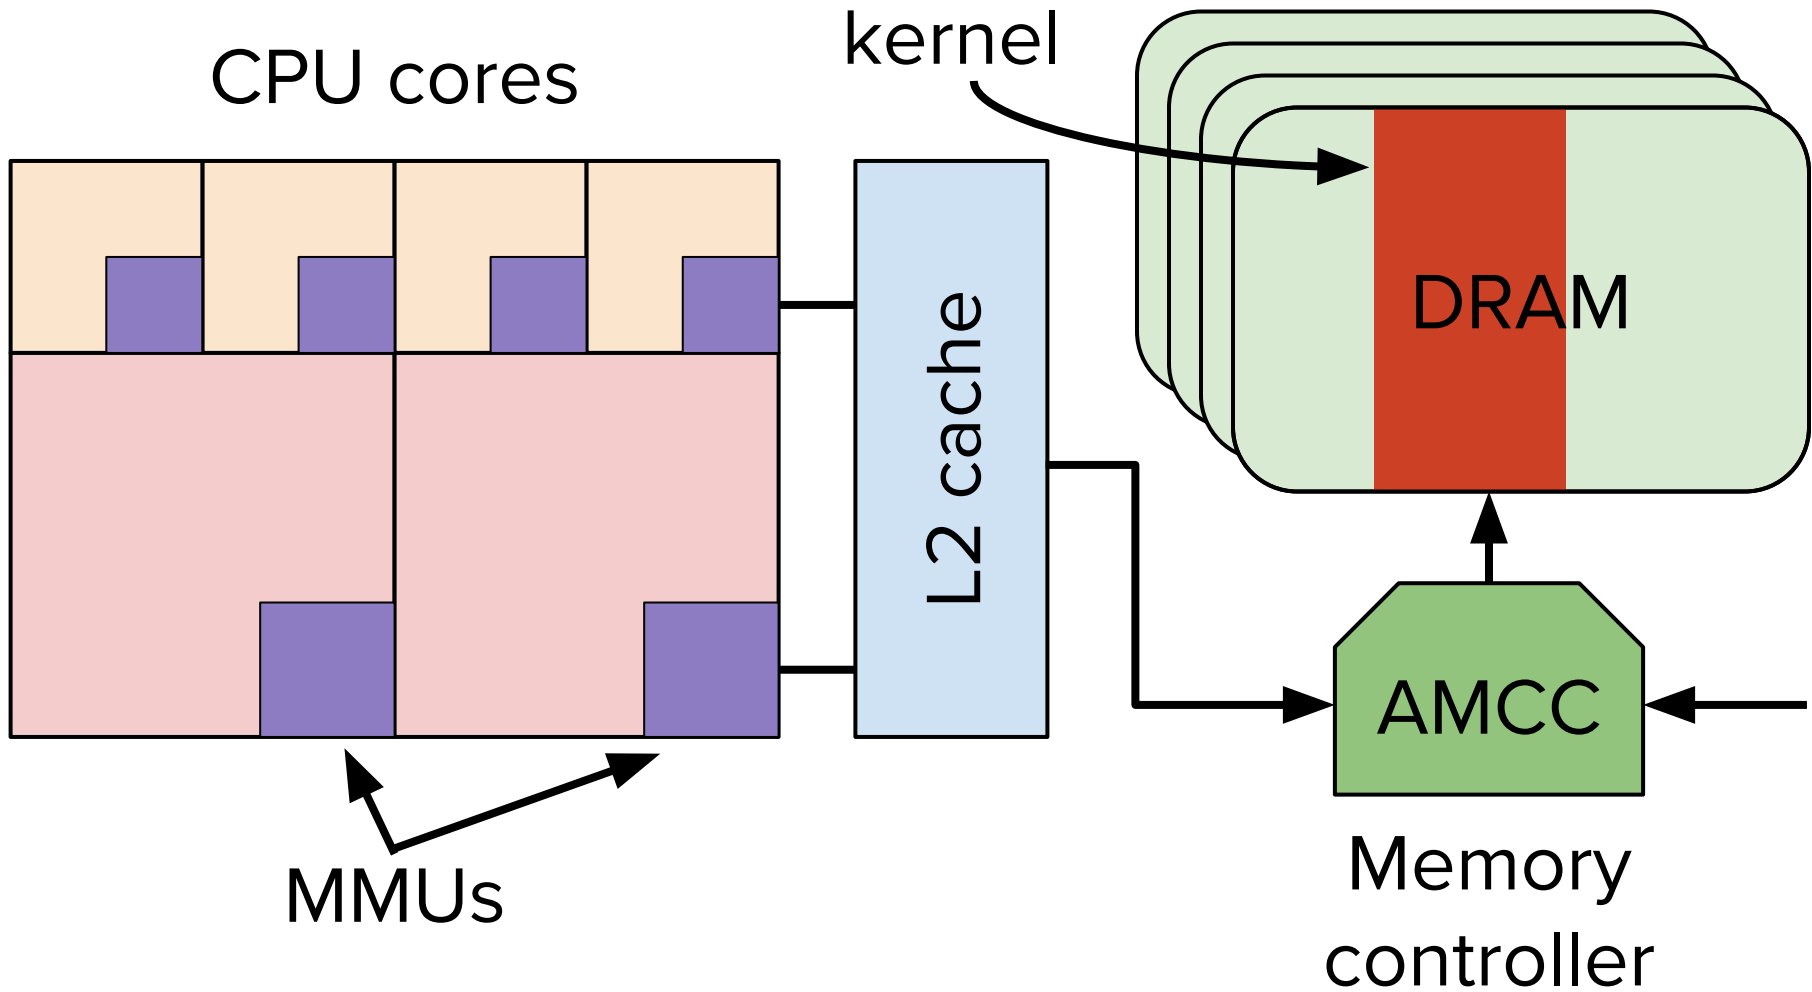 kernel
CPU cores
DRAM
L2 cache
AMCC
MMUs
Memory
controller